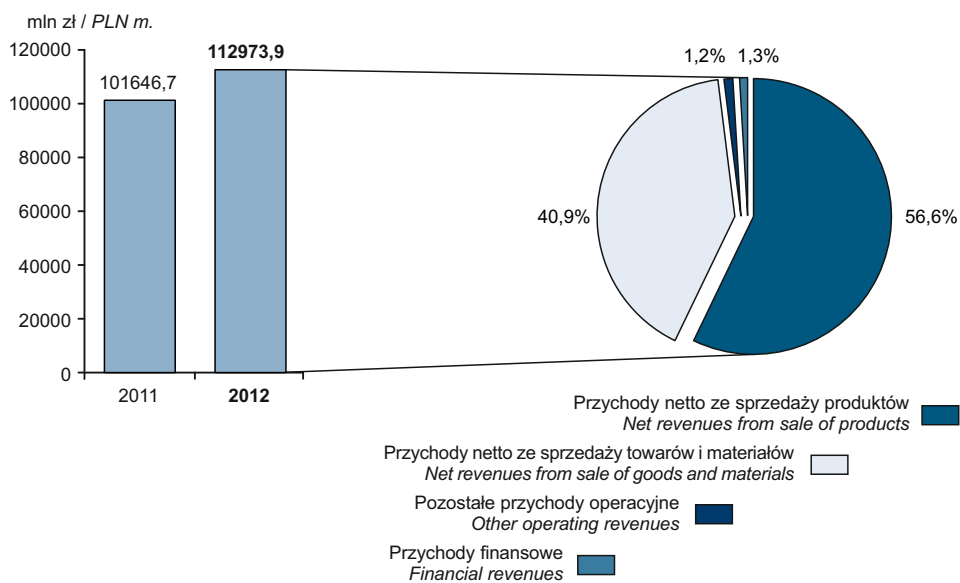 mln zł / PLN m.
120000
100000
80000
60000
40000
20000
0
101646,7
112973,9
2011
2012
1,2%
1,3%
40,9%
56,6%
Przychody netto ze sprzedaży produktów
Net revenues from sale of products
Przychody netto ze sprzedaży towarów i materiałów
Net revenues from sale of goods and materials
Pozostałe przychody operacyjne
Other operating revenues
Przychody finansowe
Financial revenues